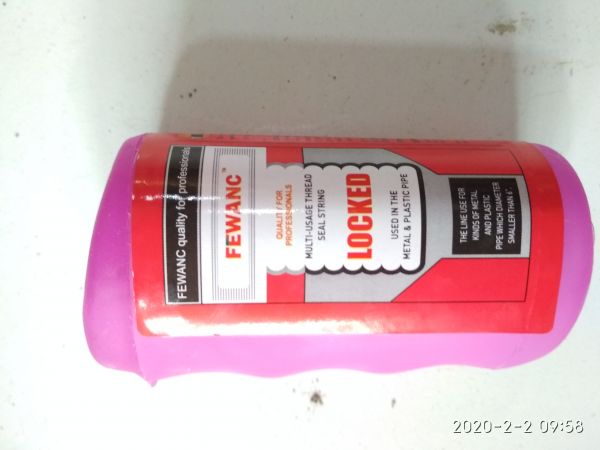 FEWANC quality for professionals
FEWANC™
QUALITY FOR
PROFESSIONALS
MULTI-USAGE THREAD
SEAL STRING
LOCKED
USED IN THE
METAL & PLASTIC PIPE
THE LINE USE FOR
KINDS OF METAL
AND PLASTIC
PIPE WHICH DIAMETER
SMALLER THAN 6".
2020-2-2 09:58